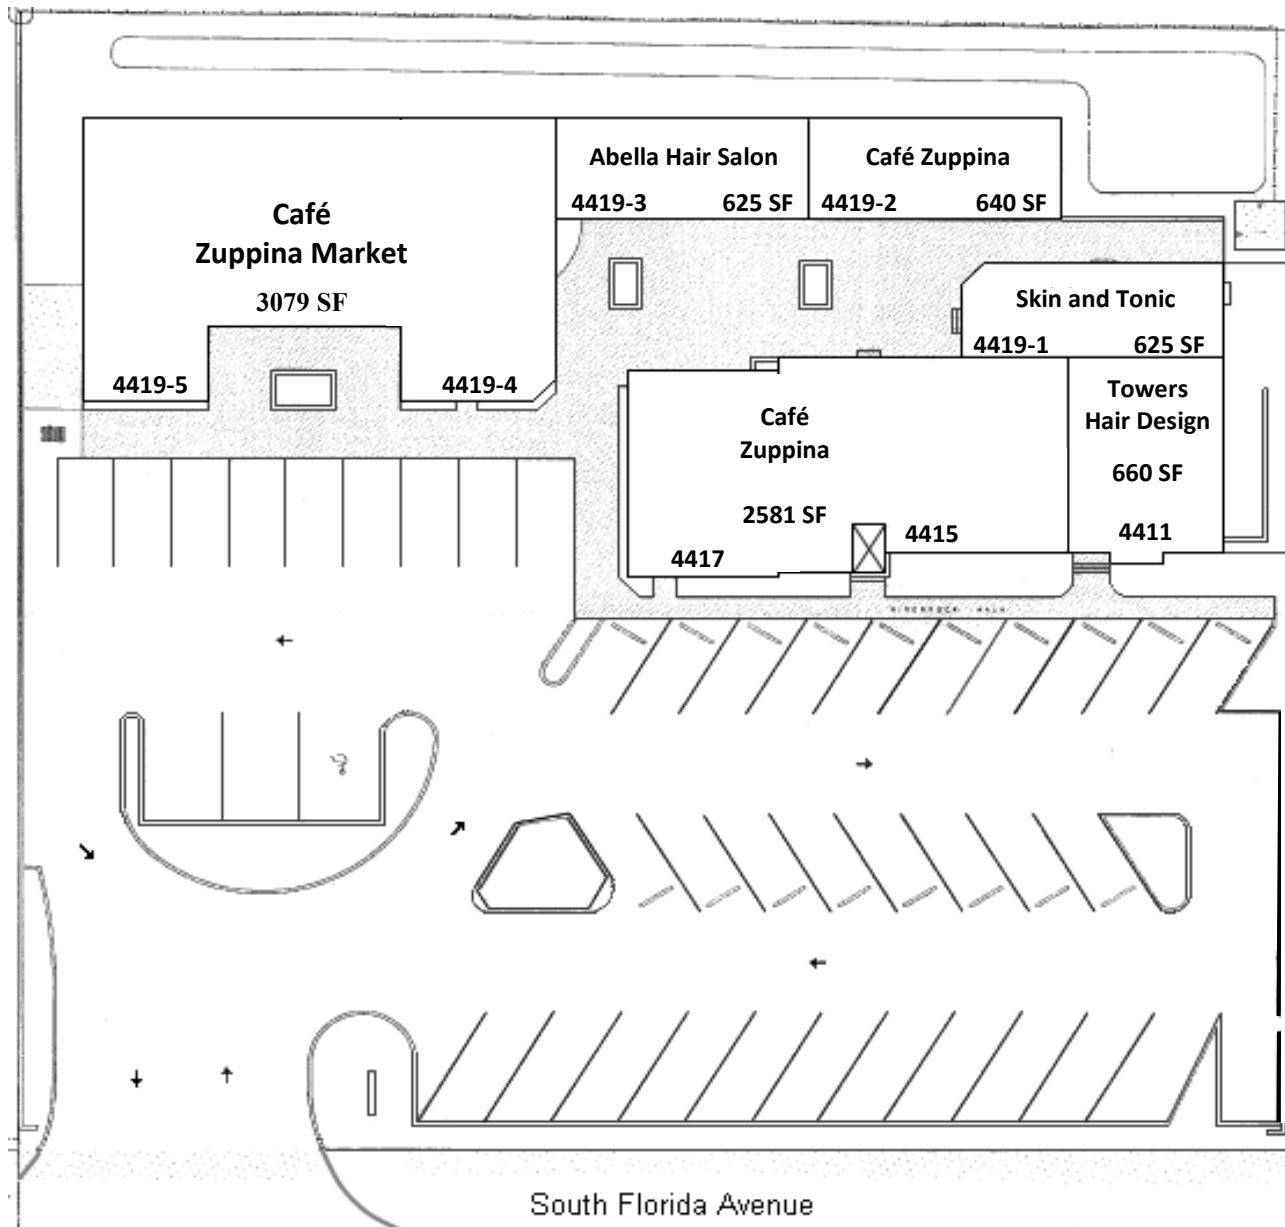 Abella Hair Salon
4419-3 625 SF
Café Zuppina
4419-2 640 SF
Café
Zuppina Market
3079 SF
4419-5
4419-4
Skin and Tonic
4419-1 625 SF
Café
Zuppina
2581 SF
4417
4415
Towers
Hair Design
660 SF
4411
South Florida Avenue